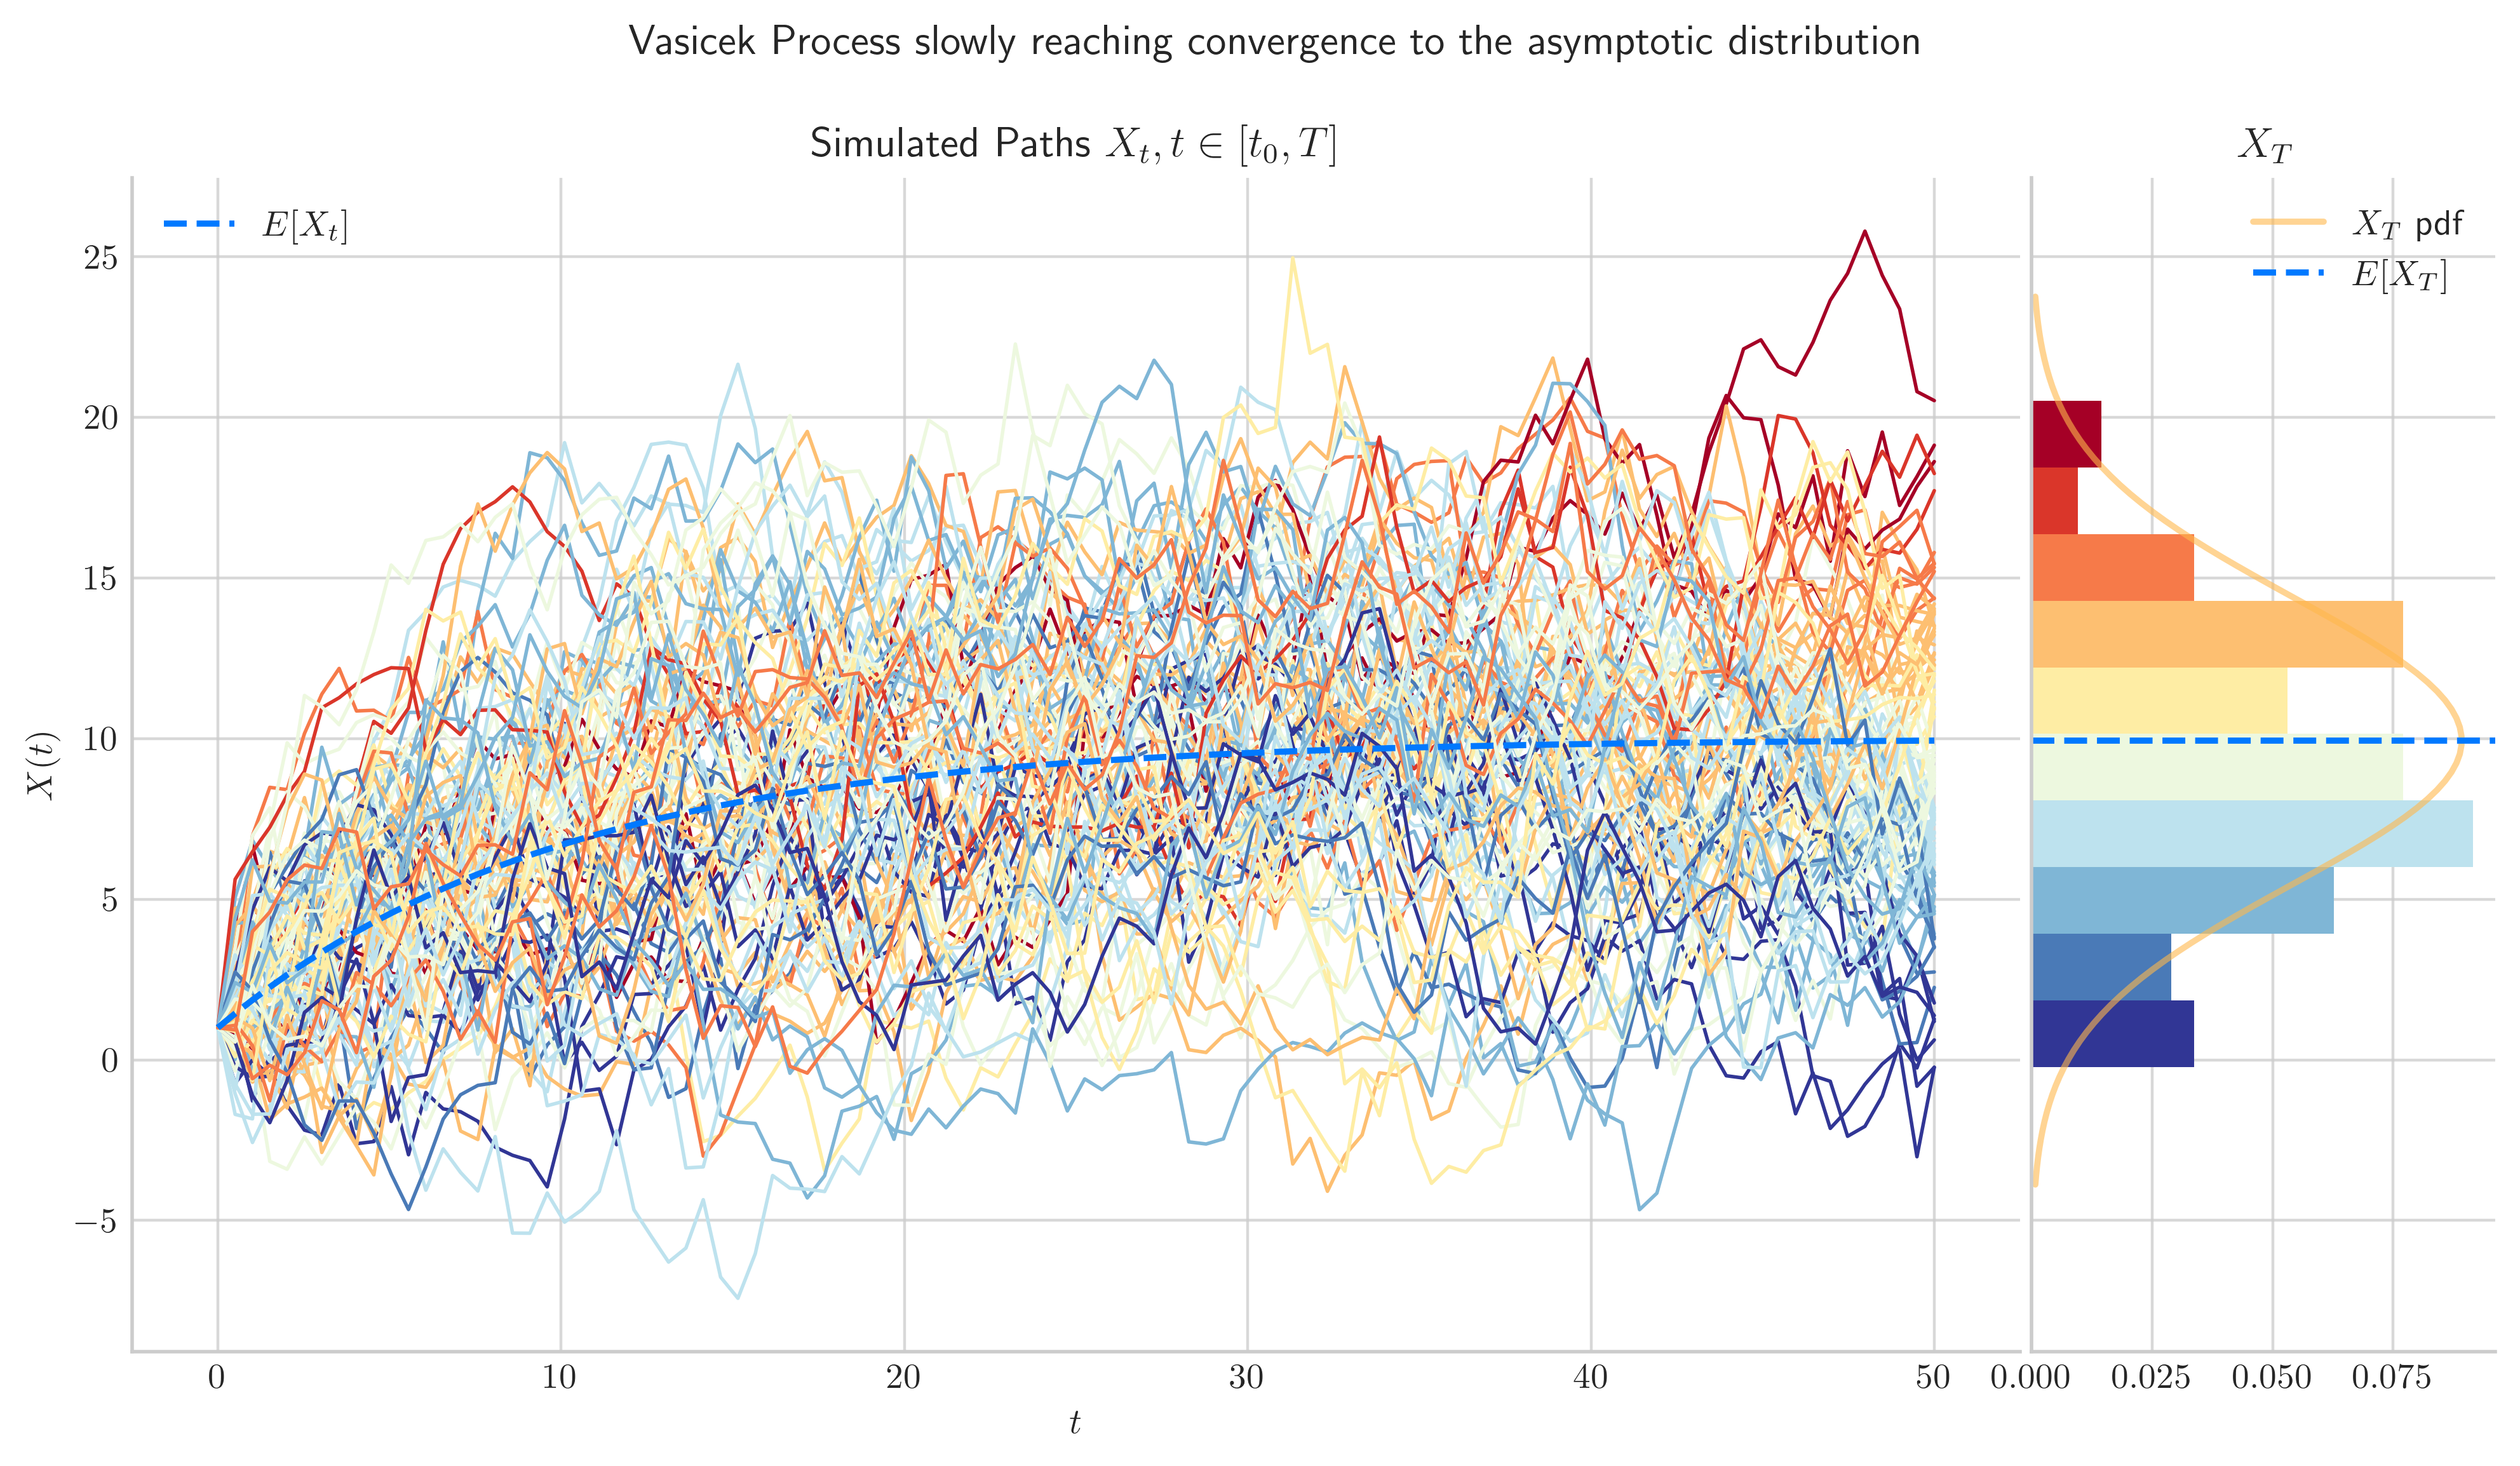 Vasicek Process slowly reaching convergence to the asymptotic distribution
Simulated Paths $X_t, t \in [t_0, T]$
$X_T$
$E[X_t]$
$X_T$ pdf
$E[X_T]$
25
20
15
10
5
0
−5
$X(t)$
0 10 20 30 40 50
0.000 0.025 0.050 0.075
$t$